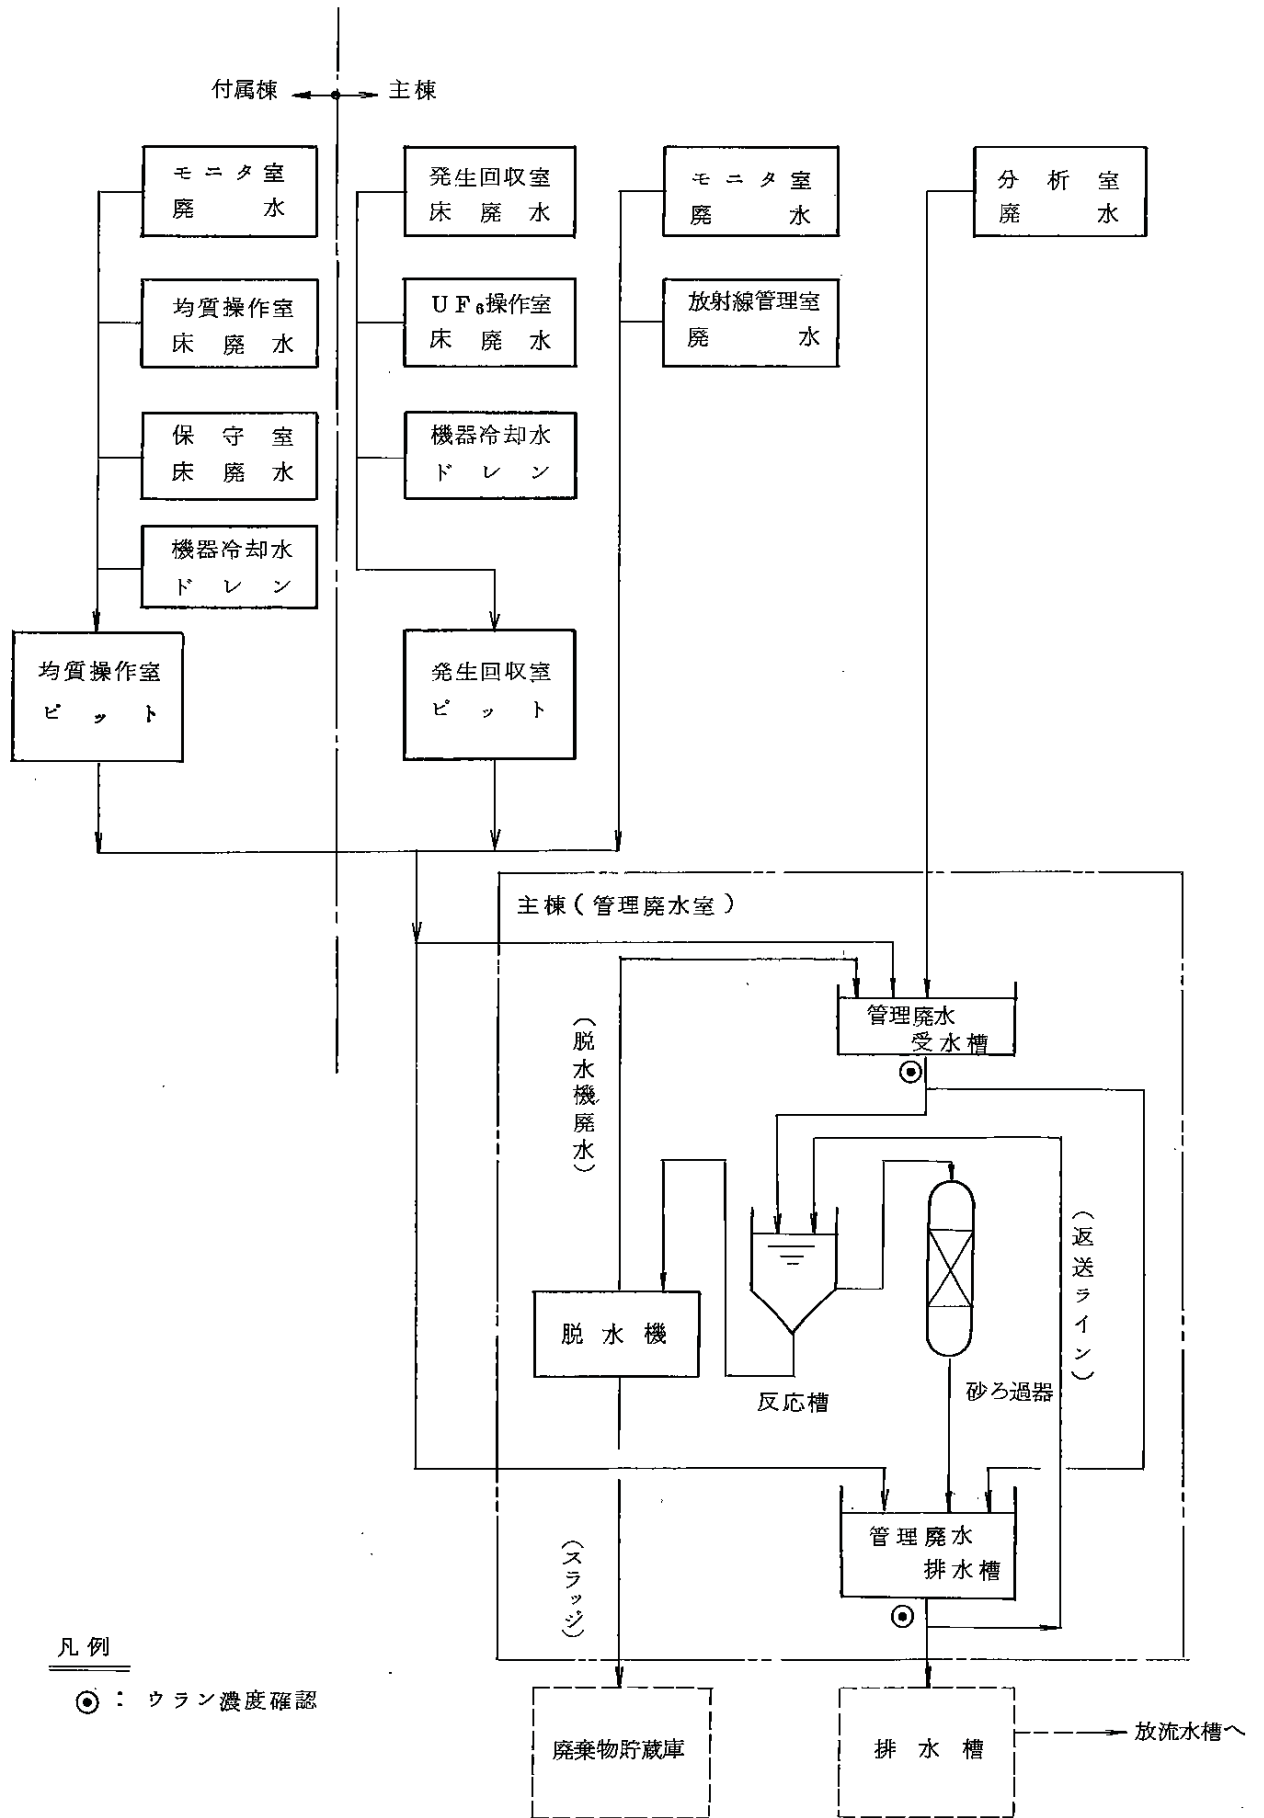 付属棟
主棟
モニタ室
廃水
均質操作室
床廃水
保守室
床廃水
機器冷却水
ドレン
均質操作室
ピット
発生回収室
床廃水
UF₆操作室
床廃水
機器冷却水
ドレン
発生回収室
ピット
モニタ室
廃水
放射線管理室
廃水
分析室
廃水
主棟(管理廃水室)
管理廃水
受水槽
(脱水機廃水)
(返送ライン)
脱水機
反応槽
砂ろ過器
管理廃水
排水槽
(スラッジ)
廃棄物貯蔵庫
排水槽
放流水槽へ
凡例
◉:ウラン濃度確認